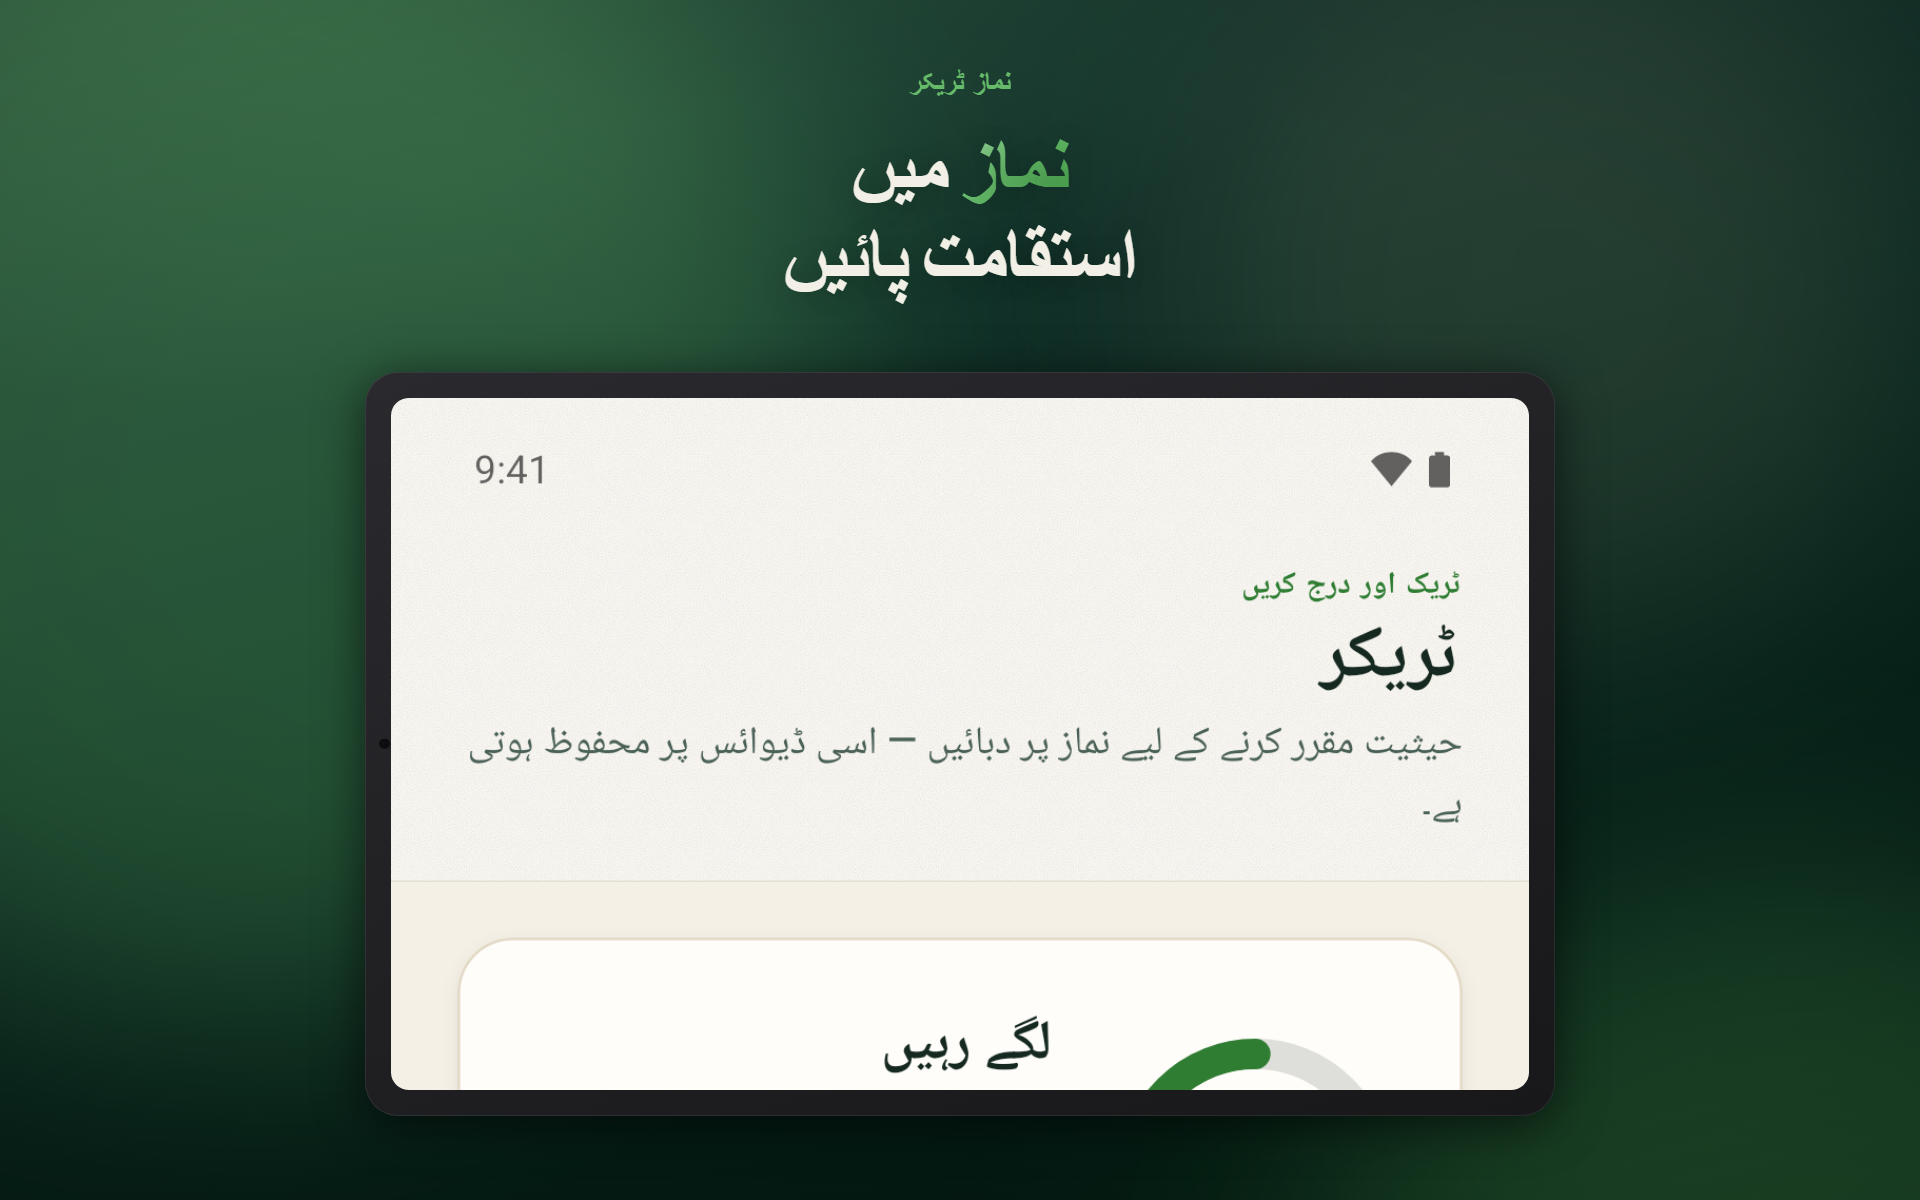 نماز ٹریکر
نماز میں
استقامت پائیں
9:41
ٹریک اور درج کریں
ٹریکر
حیثیت مقرر کرنے کے لیے نماز پر دبائیں — اسی ڈیوائس پر محفوظ ہوتی
ہے۔
لگے رہیں